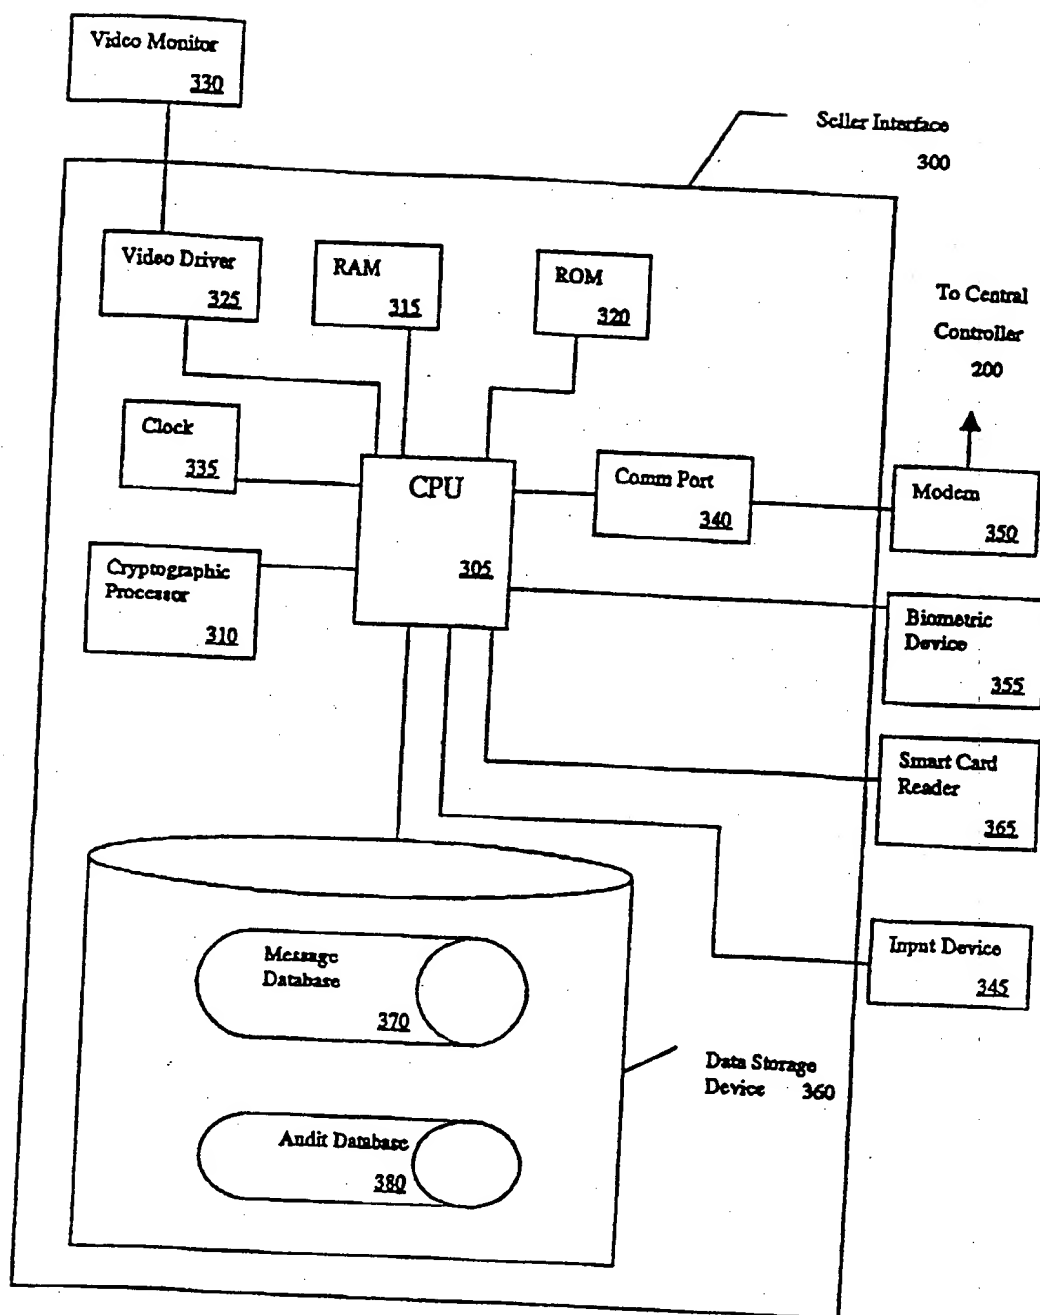 Video Monitor
330
Seller Interface
300
Video Driver
325
RAM
315
ROM
320
To Central
Controller
200
Clock
335
CPU
305
Comm Port
340
Modem
350
Cryptographic
Processor
310
Biometric
Device
355
Smart Card
Reader
365
Input Device
345
Message
Database
370
Data Storage
Device 360
Audit Database
380